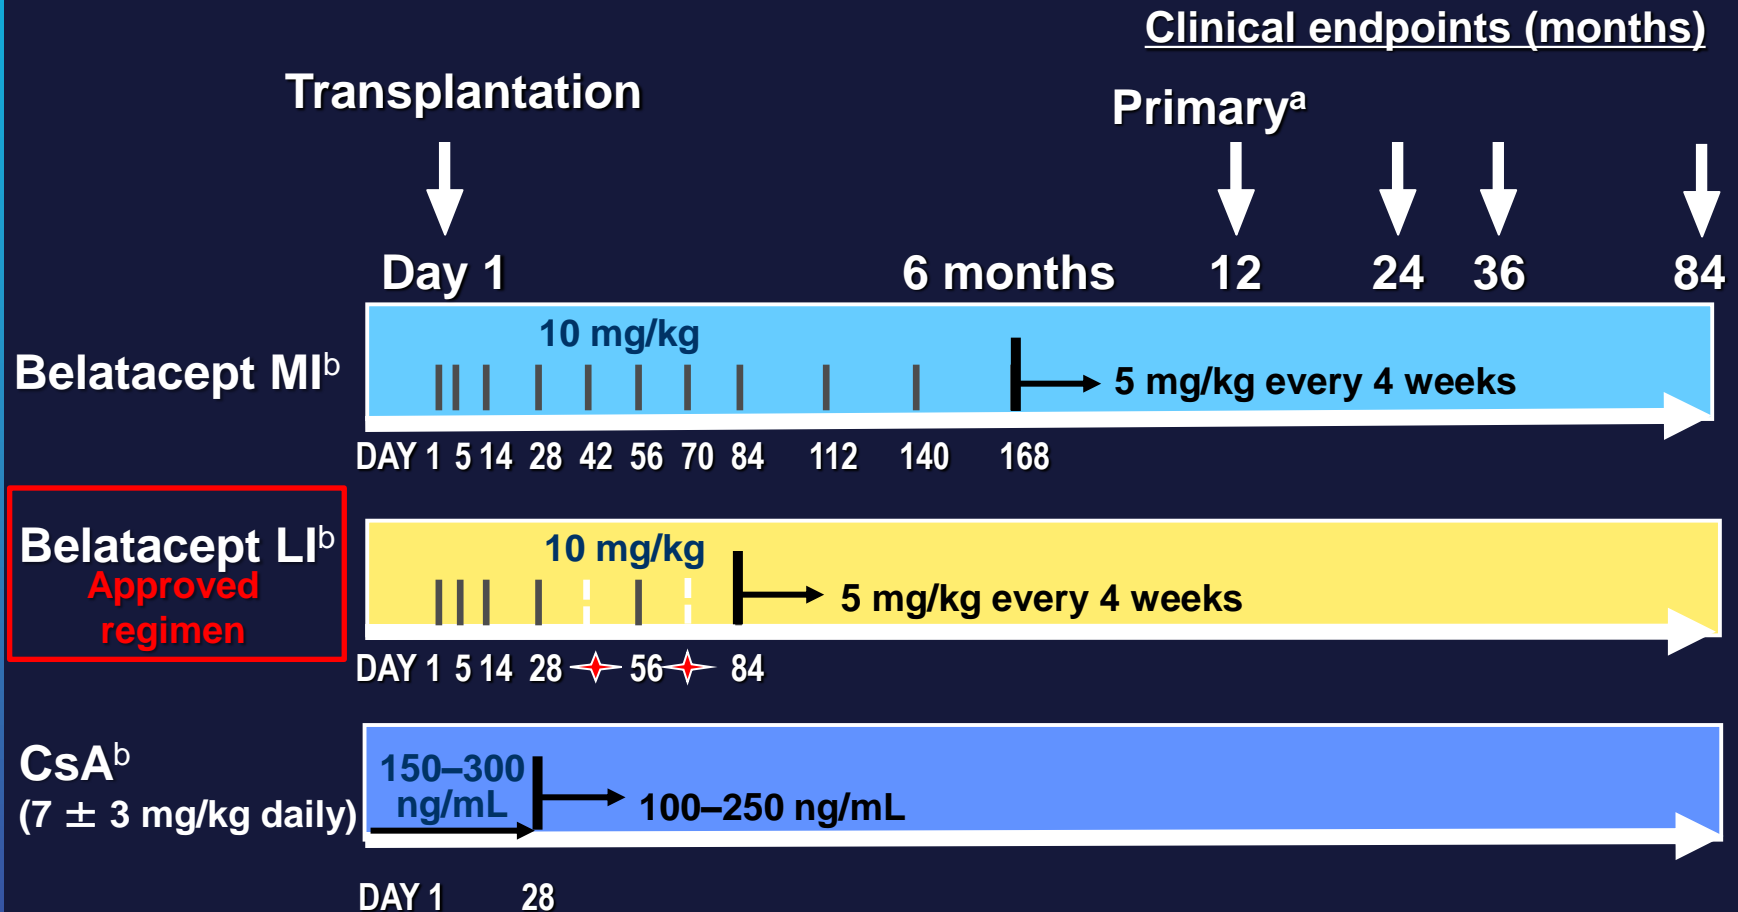 Clinical endpoints (months)
Transplantation
Primaryᵃ
Day 1 6 months 12 24 36 84
Belatacept MIᵇ
10 mg/kg
5 mg/kg every 4 weeks
DAY 1 5 14 28 42 56 70 84 112 140 168
Belatacept LIᵇ
Approved
regimen
10 mg/kg
5 mg/kg every 4 weeks
DAY 1 5 14 28 56 84
CsAᵇ
(7 ± 3 mg/kg daily)
150–300
ng/mL
100–250 ng/mL
DAY 1 28